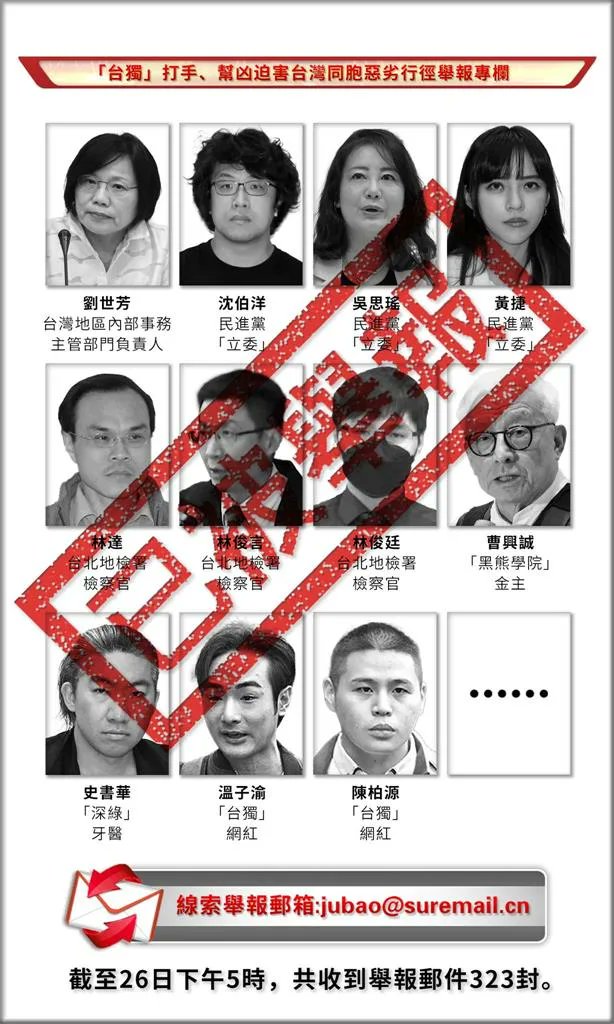 「台獨」打手、幫凶迫害台灣同胞惡劣行徑舉報專欄
劉世芳
台灣地區內部事務
主管部門負責人
沈伯洋
民進黨
「立委」
吳思瑤
民進黨
「立委」
黃捷
民進黨
「立委」
林達
台北地檢署
檢察官
林俊言
台北地檢署
檢察官
林俊廷
台北地檢署
檢察官
曹興誠
「黑熊學院」
金主
史書華
「深綠」
牙醫
溫子渝
「台獨」
網紅
陳柏源
「台獨」
網紅
••••••
已被舉報
線索舉報郵箱:jubao@suremail.cn
截至26日下午5時，共收到舉報郵件323封。